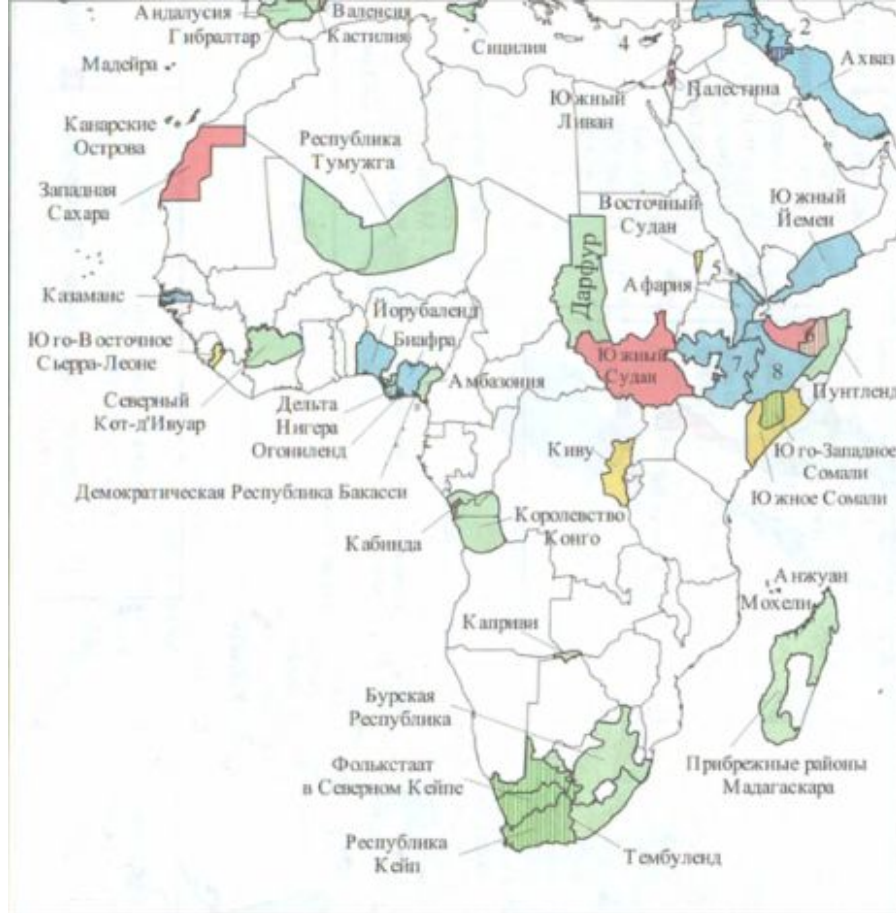 Андалусия
Гибралтар
Валенсия
Кастилия
Сицилия
4
1
2
3
Ахваз
Мадейра
Южный
Ливан
Палестина
Канарские
Острова
Республика
Тумужга
Западная
Сахара
Восточный
Судан
Южный
Йемен
Дарфур
5
Афария
Казаманс
Йорубаленд
Биафра
Юго-Восточное
Сьерра-Леоне
Южный
Судан
6
7
8
Пунтленд
Амбазония
Северный
Кот-д'Ивуар
Дельта
Нигера
Огониленд
Киву
Юго-Западное
Сомали
Южное Сомали
Демократическая Республика Бакасси
Кабинда
Королевство
Конго
Анжуан
Мохели
Каприви
Бурская
Республика
Прибрежные районы
Мадагаскара
Фолькстаат
в Северном Кейпе
Республика
Кейп
Тембуленд